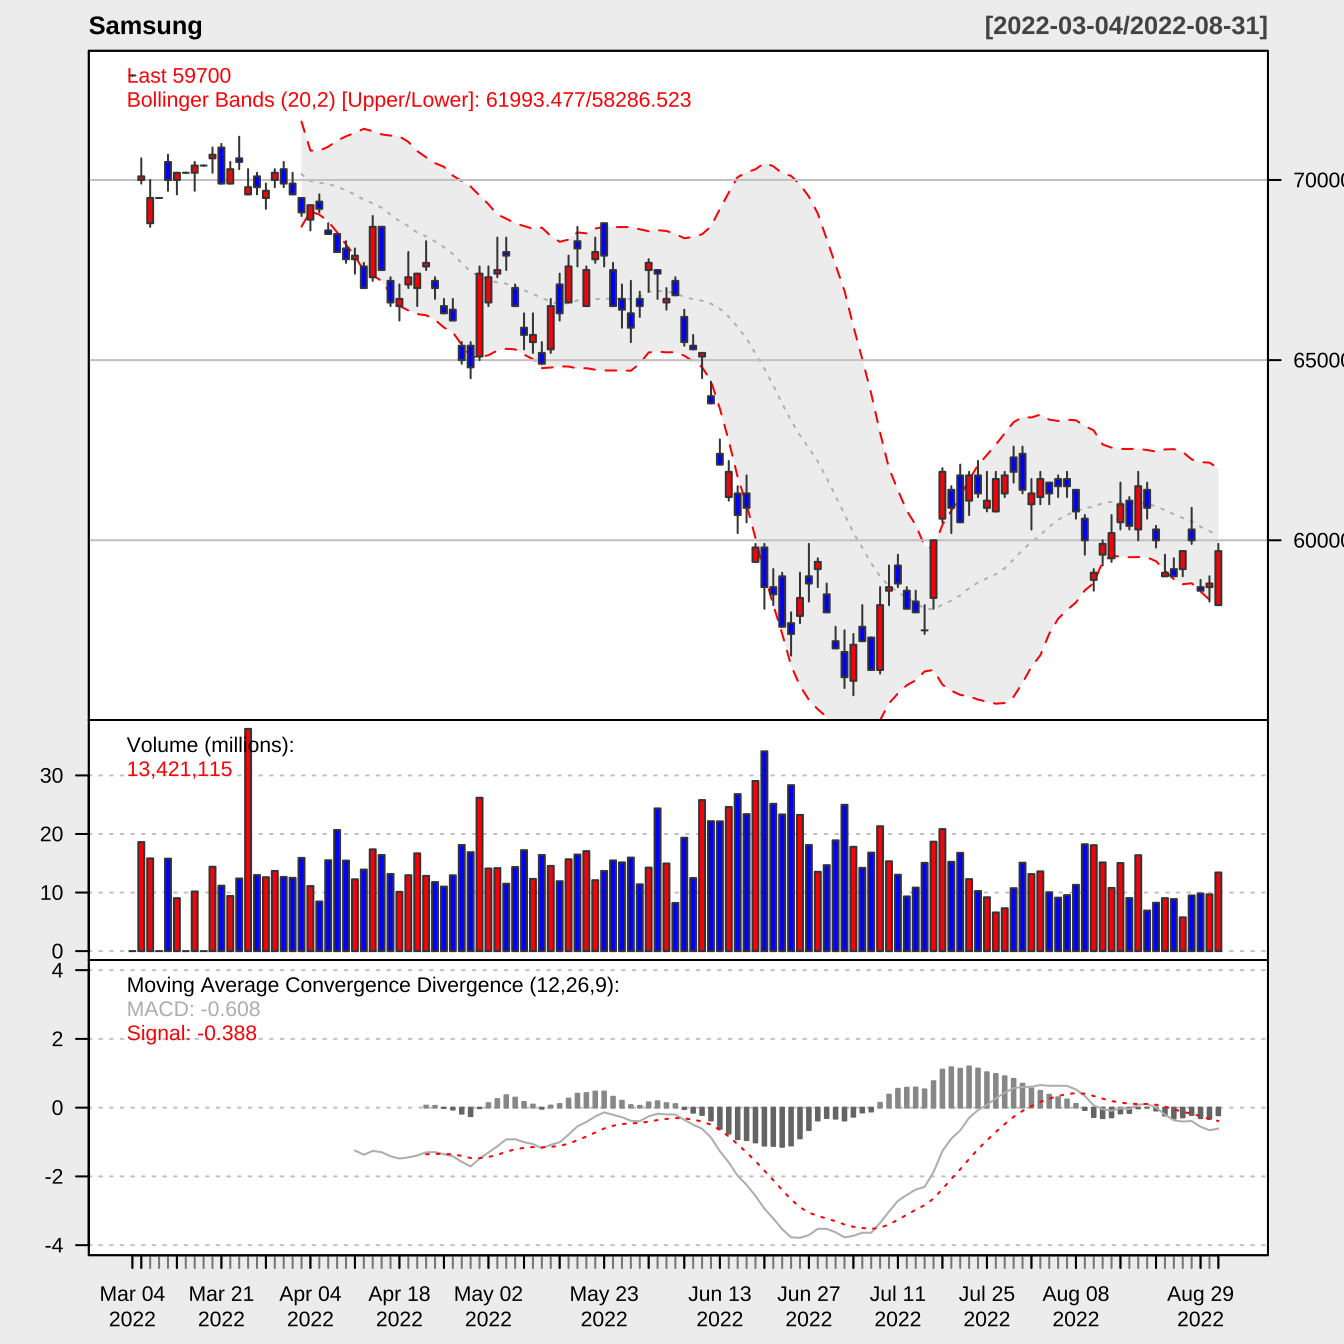 Samsung
[2022-03-04/2022-08-31]
Last 59700
Bollinger Bands (20,2) [Upper/Lower]: 61993.477/58286.523
70000
65000
60000
Volume (millions):
13,421,115
30
20
10
0
Moving Average Convergence Divergence (12,26,9):
MACD: -0.608
Signal: -0.388
4
2
0
-2
-4
Mar 04 Mar 21 Apr 04 Apr 18 May 02 May 23 Jun 13 Jun 27 Jul 11 Jul 25 Aug 08 Aug 29
2022 2022 2022 2022 2022 2022 2022 2022 2022 2022 2022 2022